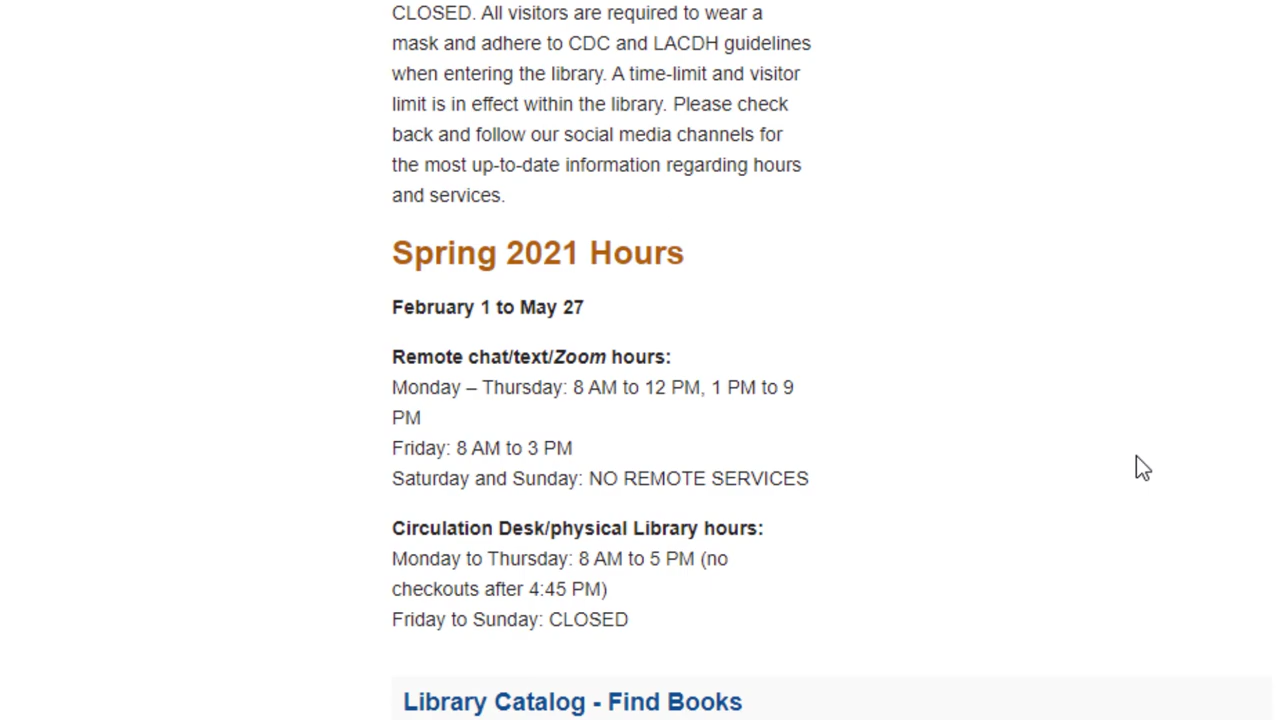 CLOSED. All visitors are required to wear a
mask and adhere to CDC and LACDH guidelines
when entering the library. A time-limit and visitor
limit is in effect within the library. Please check
back and follow our social media channels for
the most up-to-date information regarding hours
and services.
Spring 2021 Hours
February 1 to May 27
Remote chat/text/Zoom hours:
Monday – Thursday: 8 AM to 12 PM, 1 PM to 9
PM
Friday: 8 AM to 3 PM
Saturday and Sunday: NO REMOTE SERVICES
Circulation Desk/physical Library hours:
Monday to Thursday: 8 AM to 5 PM (no
checkouts after 4:45 PM)
Friday to Sunday: CLOSED
Library Catalog - Find Books